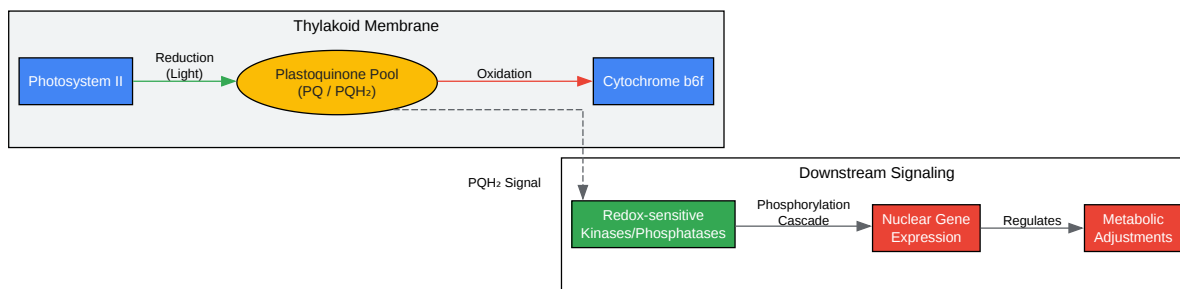 Thylakoid Membrane
Photosystem II
Reduction
(Light)
Plastoquinone Pool
(PQ / PQH₂)
Oxidation
Cytochrome b6f
PQH₂ Signal
Downstream Signaling
Redox-sensitive
Kinases/Phosphatases
Phosphorylation
Cascade
Nuclear Gene
Expression
Regulates
Metabolic
Adjustments